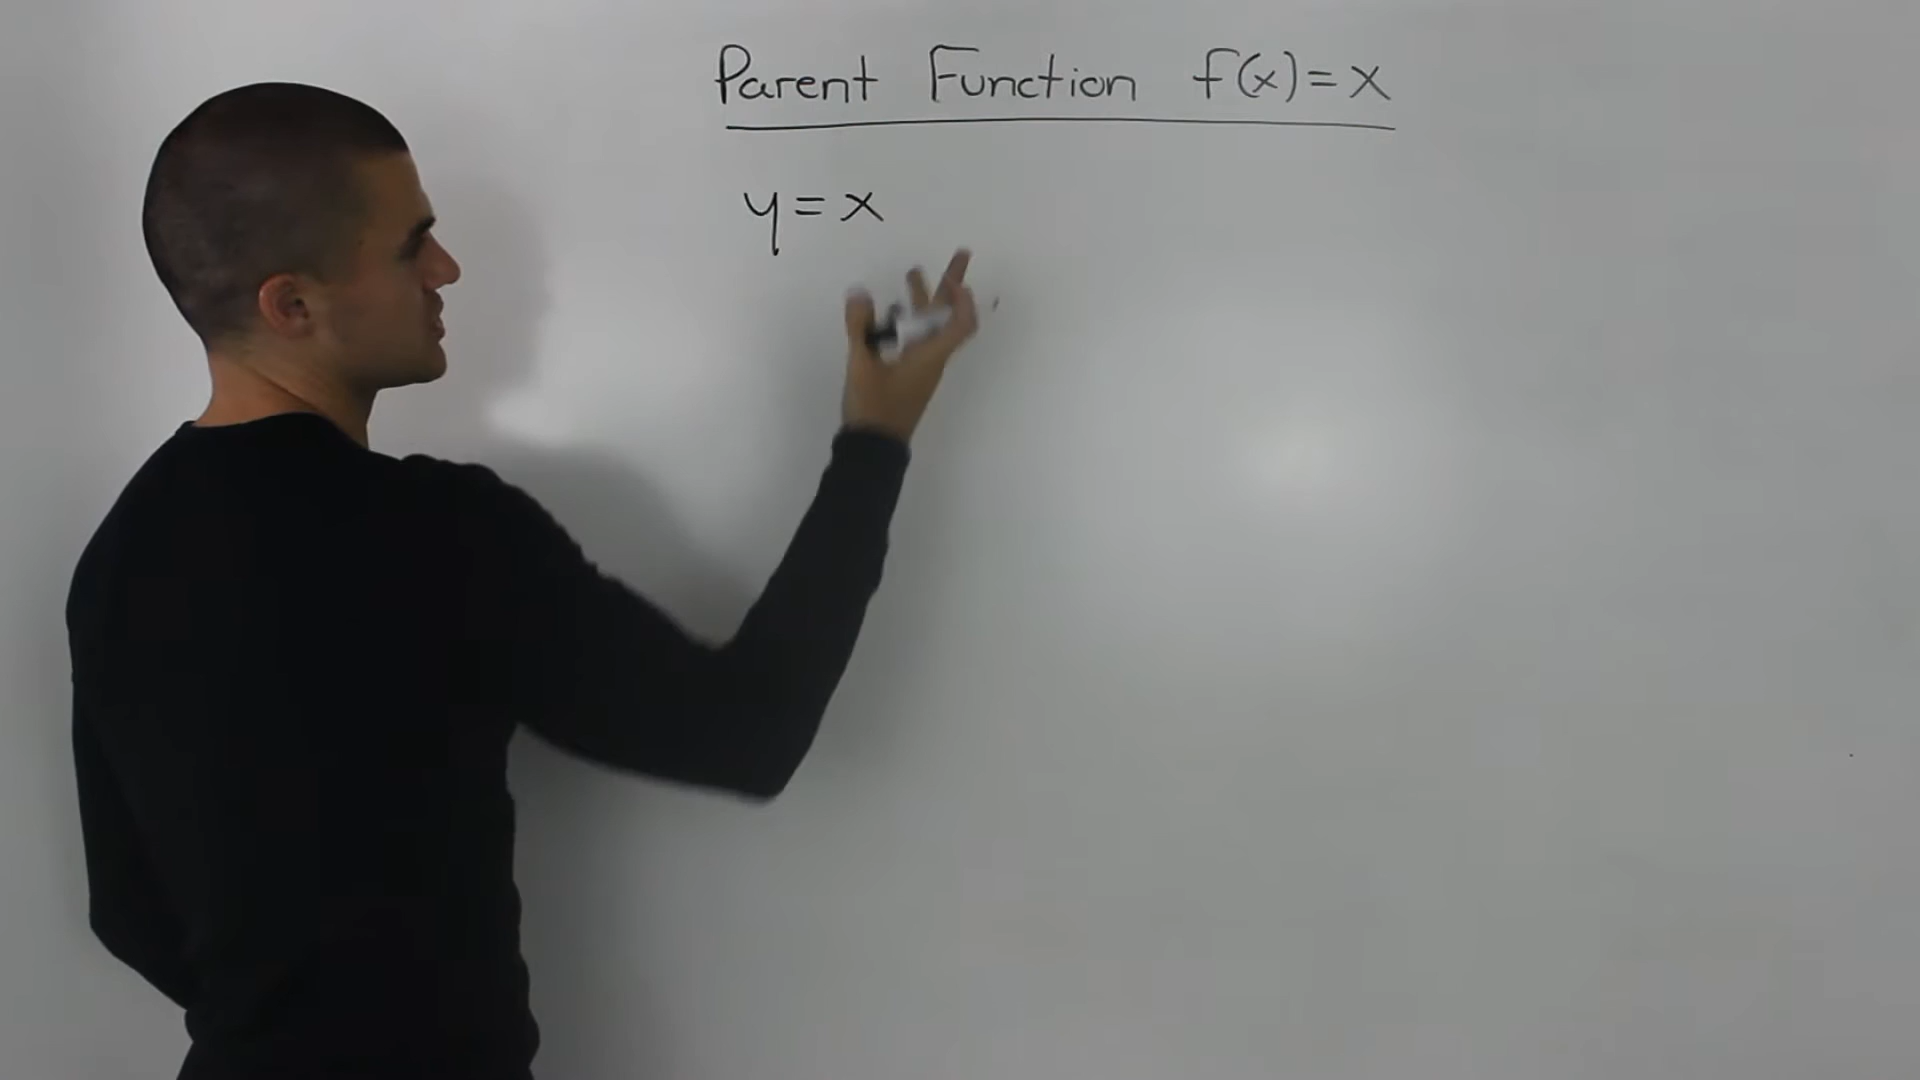 Parent Function f(x)=x
y=x